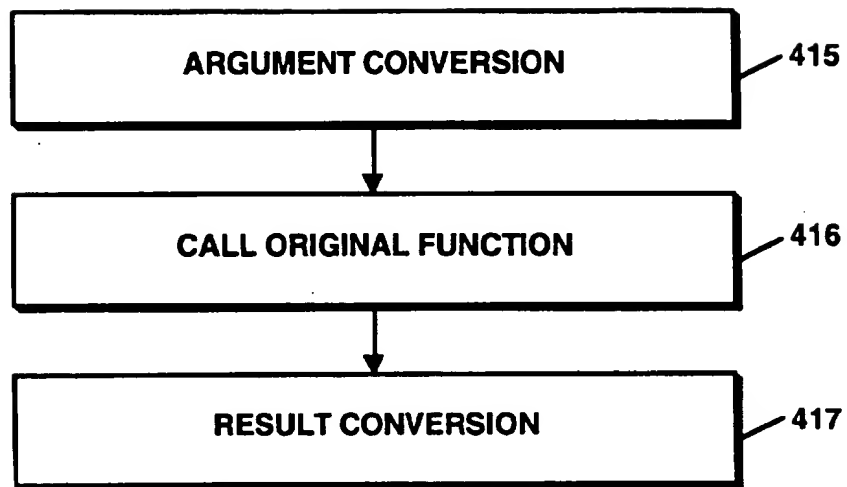 ARGUMENT CONVERSION 415
CALL ORIGINAL FUNCTION 416
RESULT CONVERSION 417